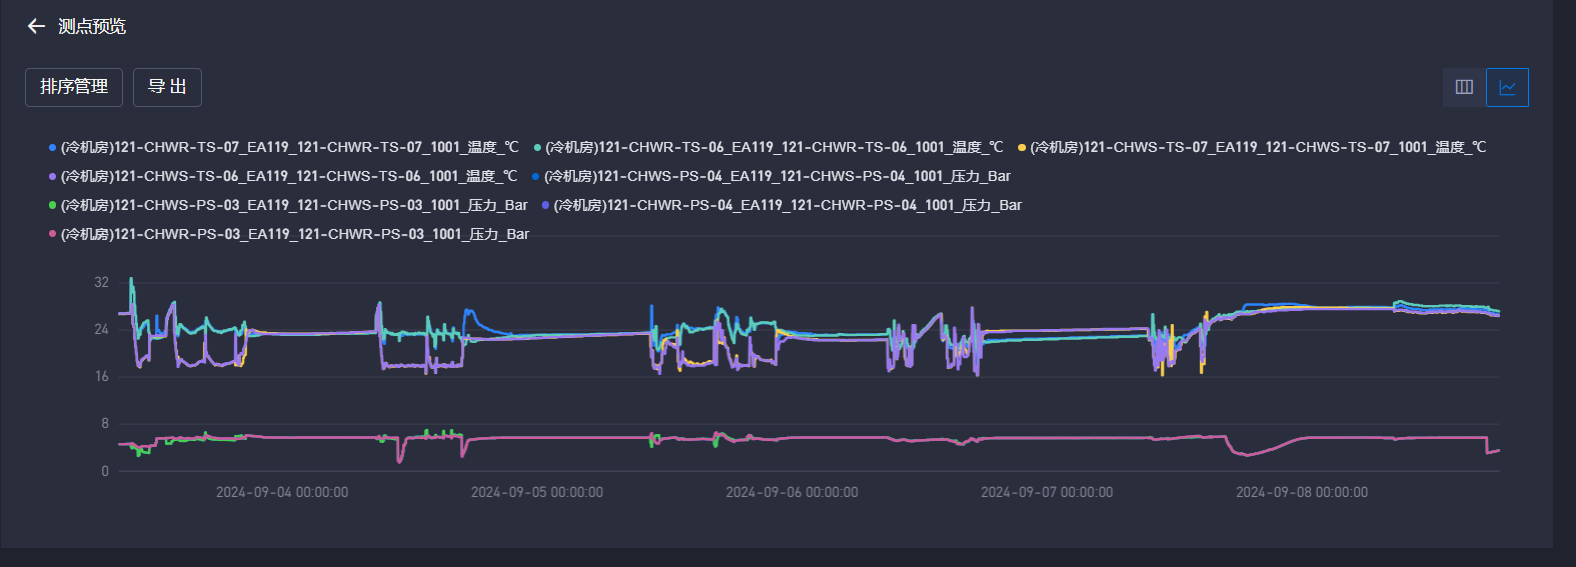 测点预览
排序管理 导 出
(冷机房)121-CHWR-TS-07_EA119_121-CHWR-TS-07_1001_温度_℃ (冷机房)121-CHWR-TS-06_EA119_121-CHWR-TS-06_1001_温度_℃ (冷机房)121-CHWS-TS-07_EA119_121-CHWS-TS-07_1001_温度_℃
(冷机房)121-CHWS-TS-06_EA119_121-CHWS-TS-06_1001_温度_℃ (冷机房)121-CHWS-PS-04_EA119_121-CHWS-PS-04_1001_压力_Bar
(冷机房)121-CHWS-PS-03_EA119_121-CHWS-PS-03_1001_压力_Bar (冷机房)121-CHWR-PS-04_EA119_121-CHWR-PS-04_1001_压力_Bar
(冷机房)121-CHWR-PS-03_EA119_121-CHWR-PS-03_1001_压力_Bar
32
24
16
8
0
2024-09-04 00:00:00 2024-09-05 00:00:00 2024-09-06 00:00:00 2024-09-07 00:00:00 2024-09-08 00:00:00